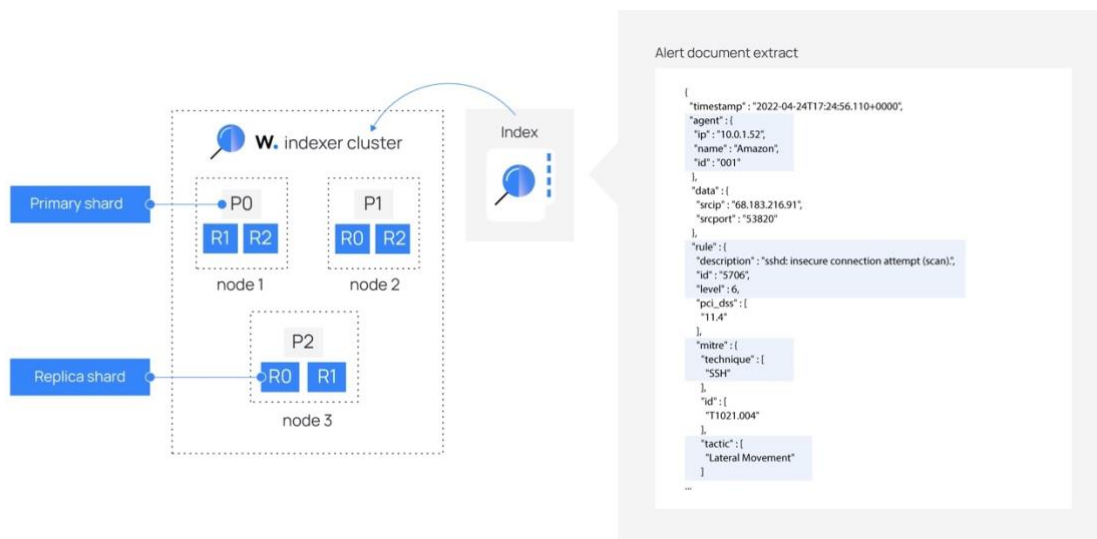 Alert document extract
{
"timestamp" : "2022-04-24T17:24:56.110+0000",
"agent" : {
"ip" : "10.0.1.52",
"name" : "Amazon",
"id" : "001"
},
"data" : {
"srcip" : "68.183.216.91",
"srcport" : "53820"
},
"rule" : {
"description" : "sshd: insecure connection attempt (scan).",
"id" : "5706",
"level" : 6,
"pci_dss" : [
"11.4"
],
"mitre" : {
"technique" : [
"SSH"
],
"id" : [
"T1021.004"
],
"tactic" : [
"Lateral Movement"
]
...
Index
W. indexer cluster
Primary shard
P0
R1 R2
node 1
P1
R0 R2
node 2
Replica shard
P2
R0 R1
node 3